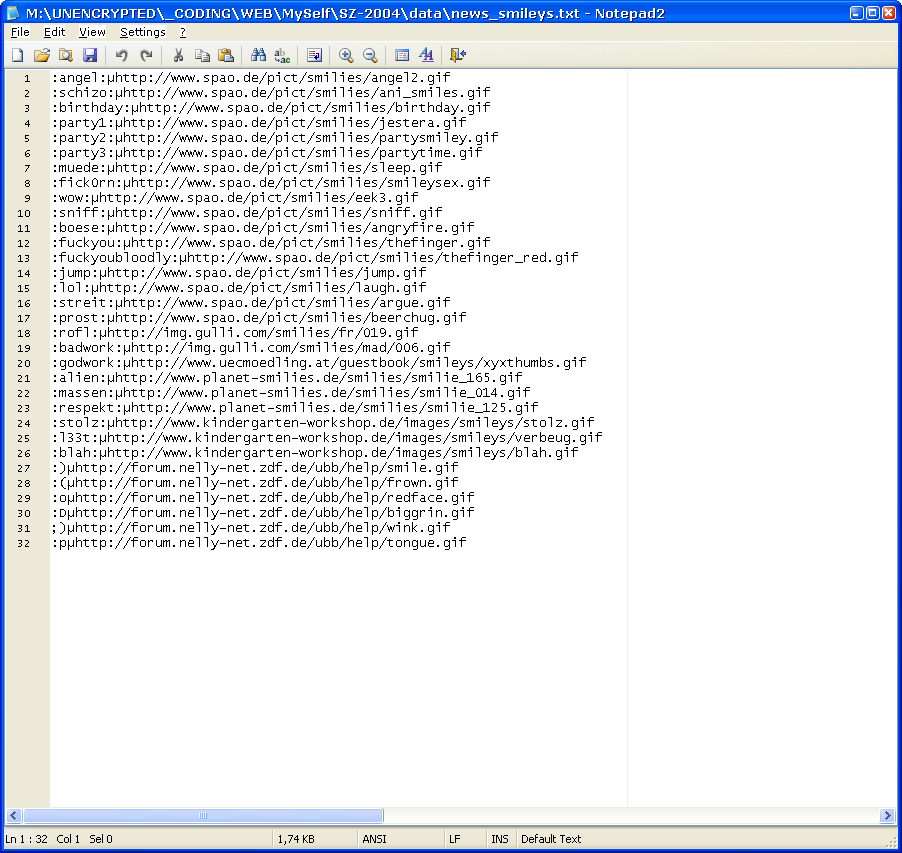 M:\UNENCRYPTED\_CODING\WEB\MySelf\SZ-2004\data\news_smileys.txt - Notepad2
File Edit View Settings ?
1 :angel:µhttp://www.spao.de/pict/smilies/angel2.gif
2 :schizo:µhttp://www.spao.de/pict/smilies/ani_smiles.gif
3 :birthday:µhttp://www.spao.de/pict/smilies/birthday.gif
4 :party1:µhttp://www.spao.de/pict/smilies/jestera.gif
5 :party2:µhttp://www.spao.de/pict/smilies/partysmiley.gif
6 :party3:µhttp://www.spao.de/pict/smilies/partytime.gif
7 :muede:µhttp://www.spao.de/pict/smilies/sleep.gif
8 :fick0rn:µhttp://www.spao.de/pict/smilies/smileysex.gif
9 :wow:µhttp://www.spao.de/pict/smilies/eek3.gif
10 :sniff:µhttp://www.spao.de/pict/smilies/sniff.gif
11 :boese:µhttp://www.spao.de/pict/smilies/angryfire.gif
12 :fuckyou:µhttp://www.spao.de/pict/smilies/thefinger.gif
13 :fuckyoubloodly:µhttp://www.spao.de/pict/smilies/thefinger_red.gif
14 :jump:µhttp://www.spao.de/pict/smilies/jump.gif
15 :lol:µhttp://www.spao.de/pict/smilies/laugh.gif
16 :streit:µhttp://www.spao.de/pict/smilies/argue.gif
17 :prost:µhttp://www.spao.de/pict/smilies/beerchug.gif
18 :rofl:µhttp://img.gulli.com/smilies/fr/019.gif
19 :badwork:µhttp://img.gulli.com/smilies/mad/006.gif
20 :godwork:µhttp://www.uecmoedling.at/guestbook/smileys/xyxthumbs.gif
21 :alien:µhttp://www.planet-smilies.de/smilies/smilie_165.gif
22 :massen:µhttp://www.planet-smilies.de/smilies/smilie_014.gif
23 :respekt:µhttp://www.planet-smilies.de/smilies/smilie_125.gif
24 :stolz:µhttp://www.kindergarten-workshop.de/images/smileys/stolz.gif
25 :l33t:µhttp://www.kindergarten-workshop.de/images/smileys/verbeug.gif
26 :blah:µhttp://www.kindergarten-workshop.de/images/smileys/blah.gif
27 :)µhttp://forum.nelly-net.zdf.de/ubb/help/smile.gif
28 :(µhttp://forum.nelly-net.zdf.de/ubb/help/frown.gif
29 :oµhttp://forum.nelly-net.zdf.de/ubb/help/redface.gif
30 :DµHttp://forum.nelly-net.zdf.de/ubb/help/biggrin.gif
31 ;)µhttp://forum.nelly-net.zdf.de/ubb/help/wink.gif
32 :pµhttp://forum.nelly-net.zdf.de/ubb/help/tongue.gif
Ln 1 : 32 Col 1 Sel 0 1,74 KB ANSI LF INS Default Text